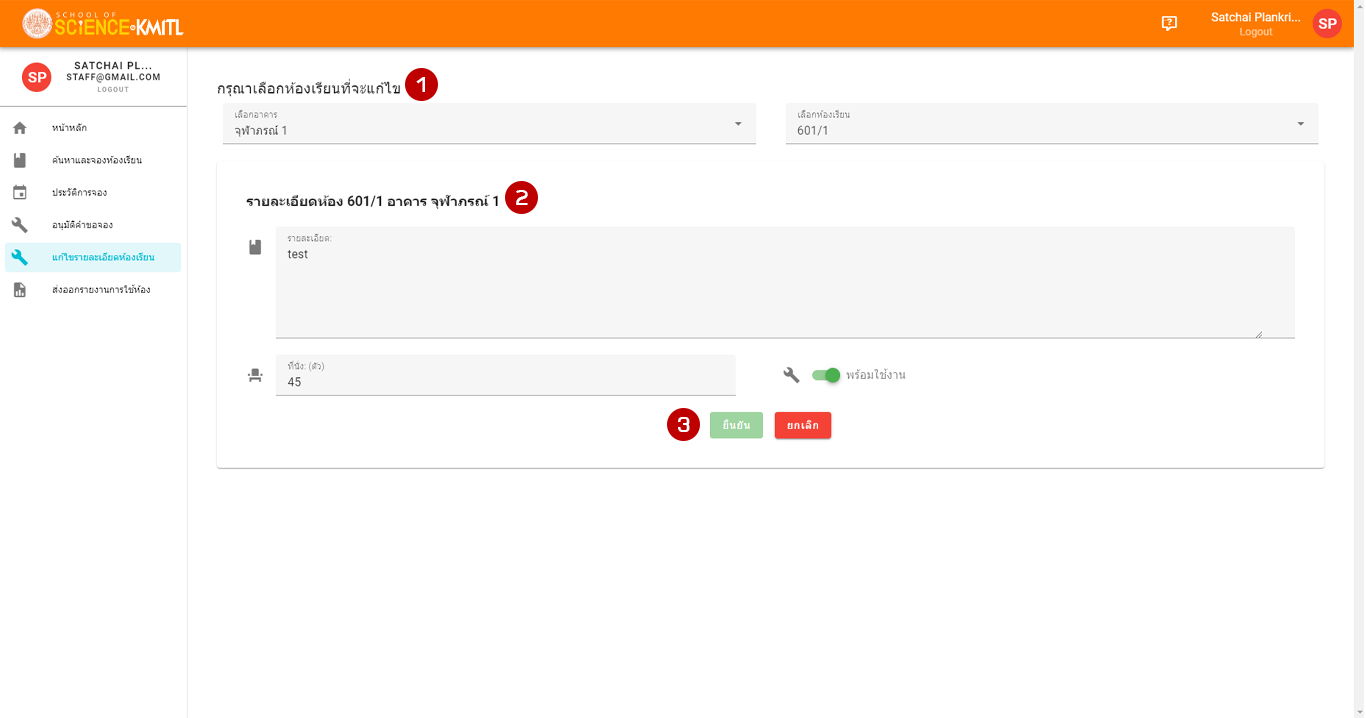 SCHOOL OF
SCIENCE KMITL
Satchai Plankri...
Logout
SP
SP
SATCHAI PL...
STAFF@GMAIL.COM
LOGOUT
หน้าหลัก
ค้นหาและจองห้องเรียน
ประวัติการจอง
อนุมัติคำขอจอง
แก้ไขรายละเอียดห้องเรียน
ส่งออกรายงานการใช้ห้อง
กรุณาเลือกห้องเรียนที่จะแก้ไข 1
เลือกอาคาร
จุฬาภรณ์ 1
เลือกห้องเรียน
601/1
รายละเอียดห้อง 601/1 อาคาร จุฬาภรณ์ 1 2
รายละเอียด:
test
ที่นั่ง: (ตัว)
45
พร้อมใช้งาน
3 ยืนยัน ยกเลิก